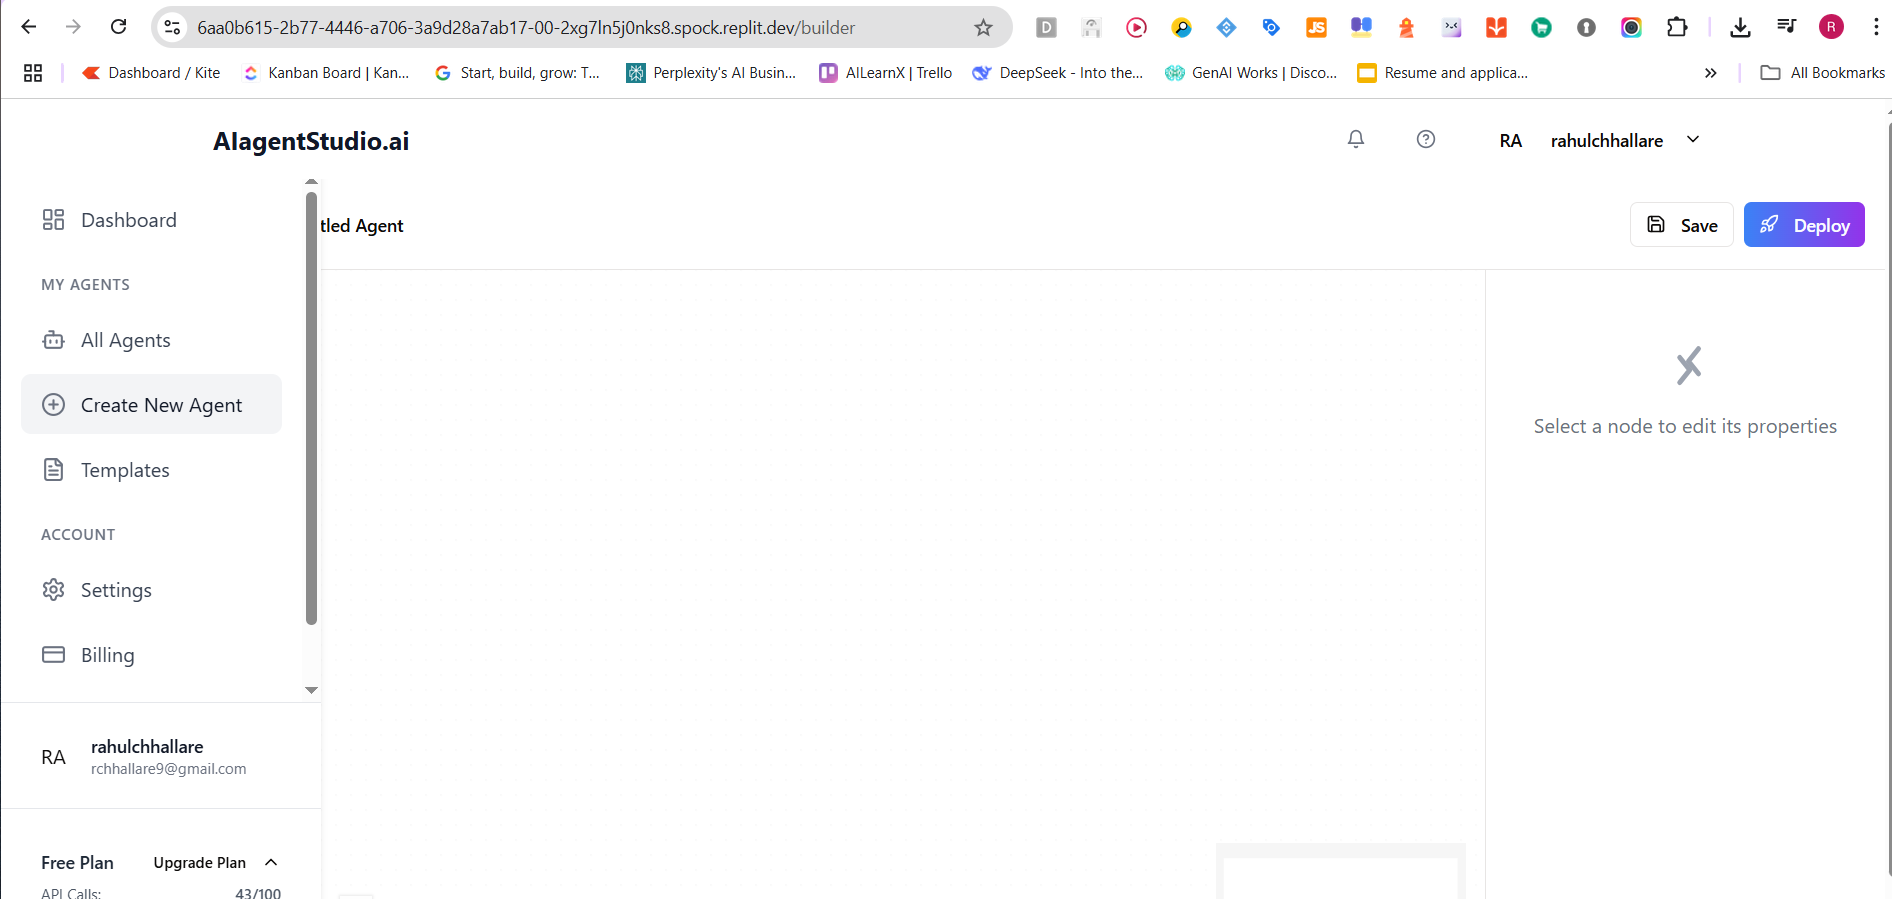 6aa0b615-2b77-4446-a706-3a9d28a7ab17-00-2xg7ln5j0nks8.spock.replit.dev/builder
D
JS
R
Dashboard / Kite
Kanban Board | Kan...
Start, build, grow: T...
Perplexity's AI Busin...
AILearnX | Trello
DeepSeek - Into the...
GenAI Works | Disco...
Resume and applica...
All Bookmarks
AIagentStudio.ai
RA
rahulchhallare
Dashboard
tled Agent
Save
Deploy
MY AGENTS
All Agents
Create New Agent
Templates
ACCOUNT
Settings
Billing
Select a node to edit its properties
RA
rahulchhallare
rchhallare9@gmail.com
Free Plan
Upgrade Plan
API Calls:
43/100